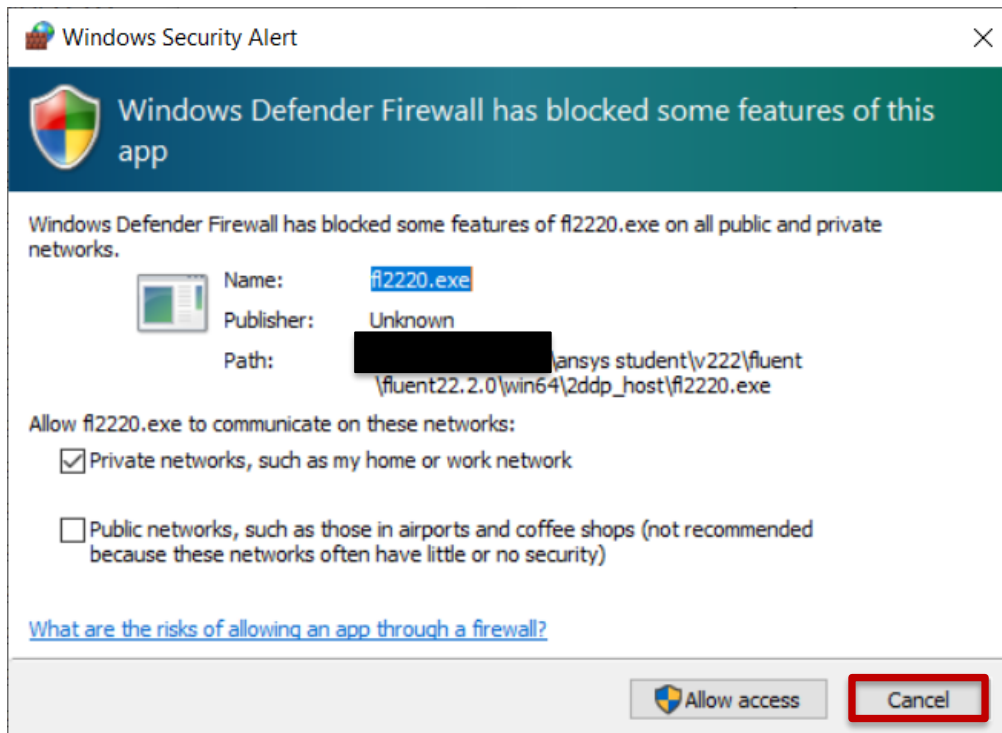 Windows Security Alert
Windows Defender Firewall has blocked some features of this
app
Windows Defender Firewall has blocked some features of fl2220.exe on all public and private
networks.
Name: fl2220.exe
Publisher: Unknown
Path: \ansys student\v222\fluent
\fluent22.2.0\win64\2ddp_host\fl2220.exe
Allow fl2220.exe to communicate on these networks:
Private networks, such as my home or work network
Public networks, such as those in airports and coffee shops (not recommended
because these networks often have little or no security)
What are the risks of allowing an app through a firewall?
Allow access Cancel